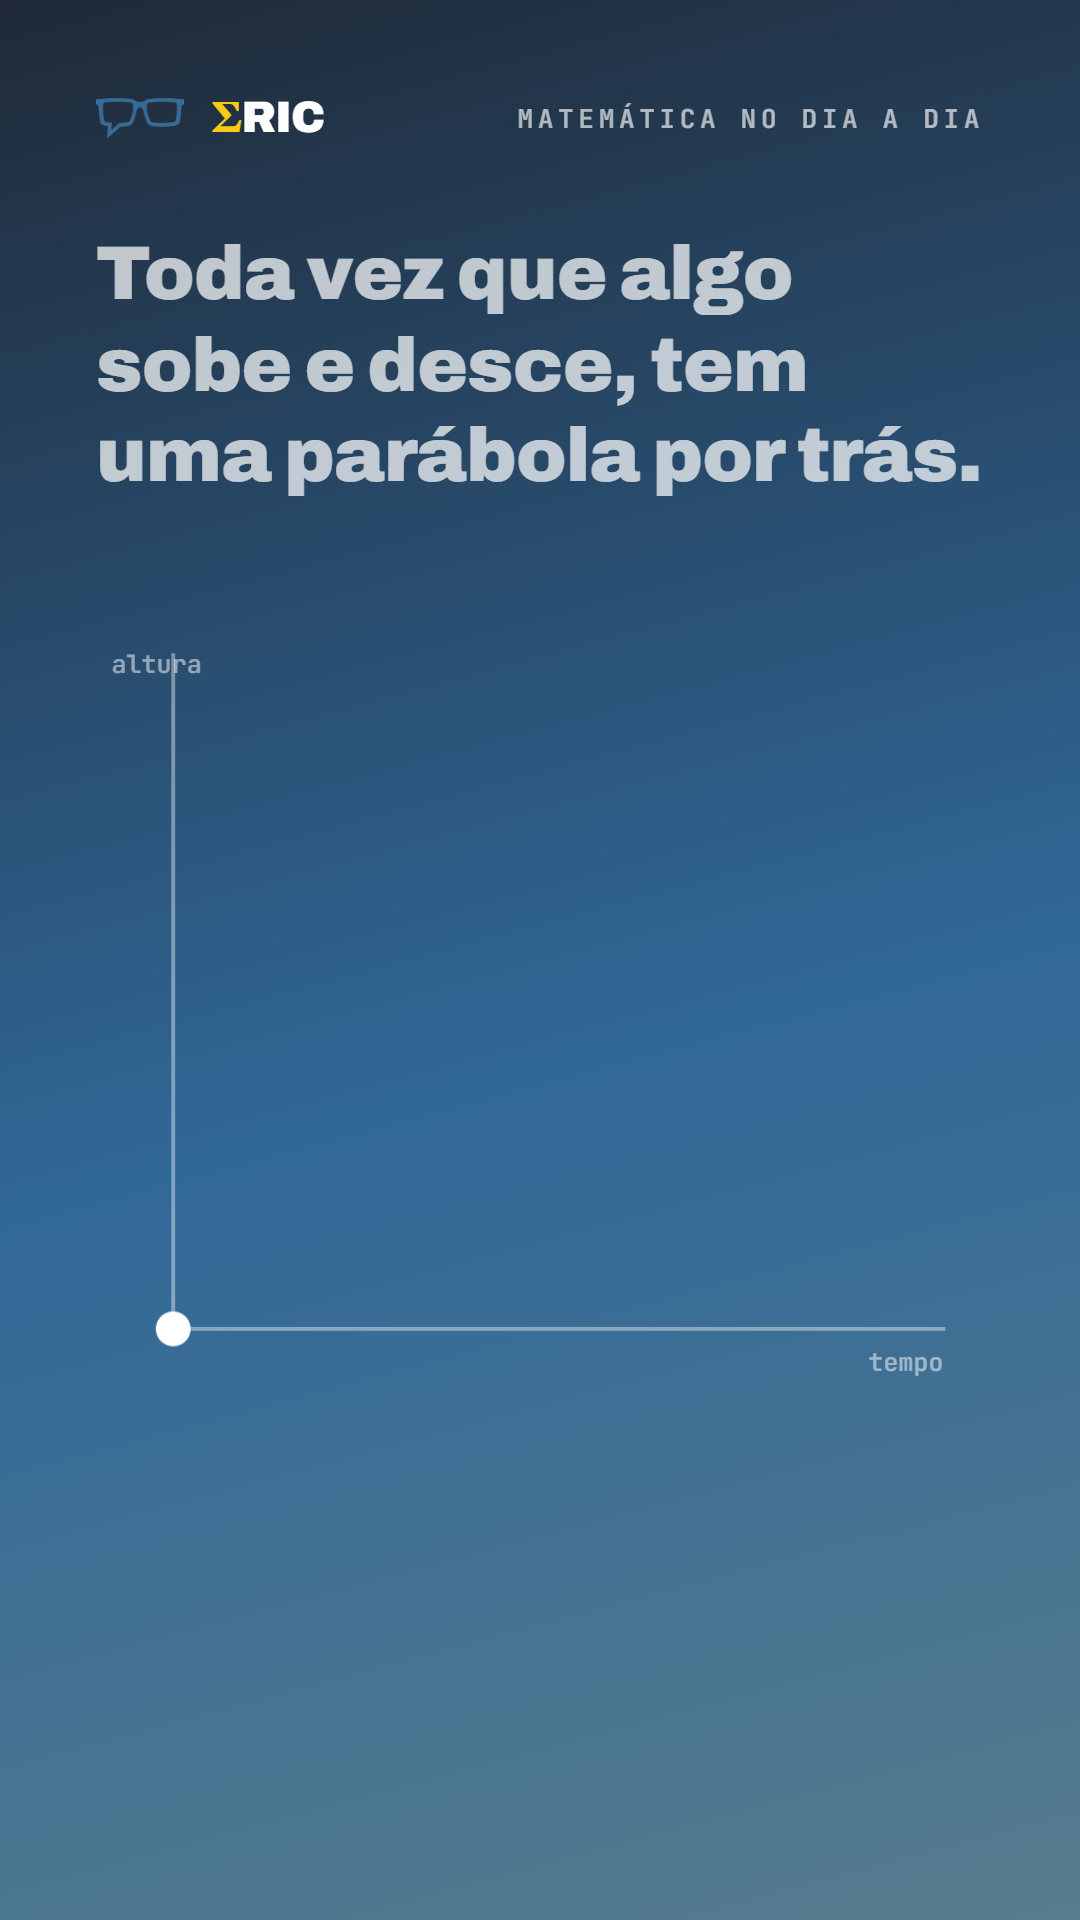 ΣRIC
MATEMÁTICA NO DIA A DIA
Toda vez que algo
sobe e desce, tem
uma parábola por trás.
altura
tempo